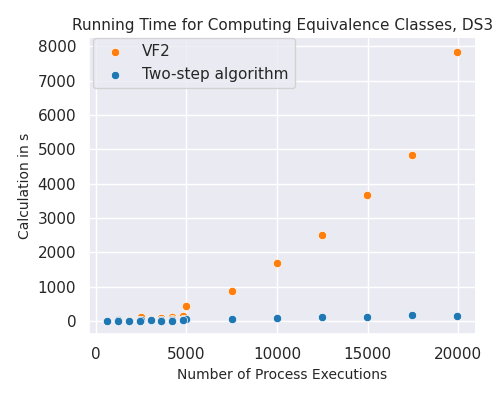 Running Time for Computing Equivalence Classes, DS3
VF2
Two-step algorithm
8000
7000
6000
5000
4000
3000
2000
1000
0
Calculation in s
0 5000 10000 15000 20000
Number of Process Executions